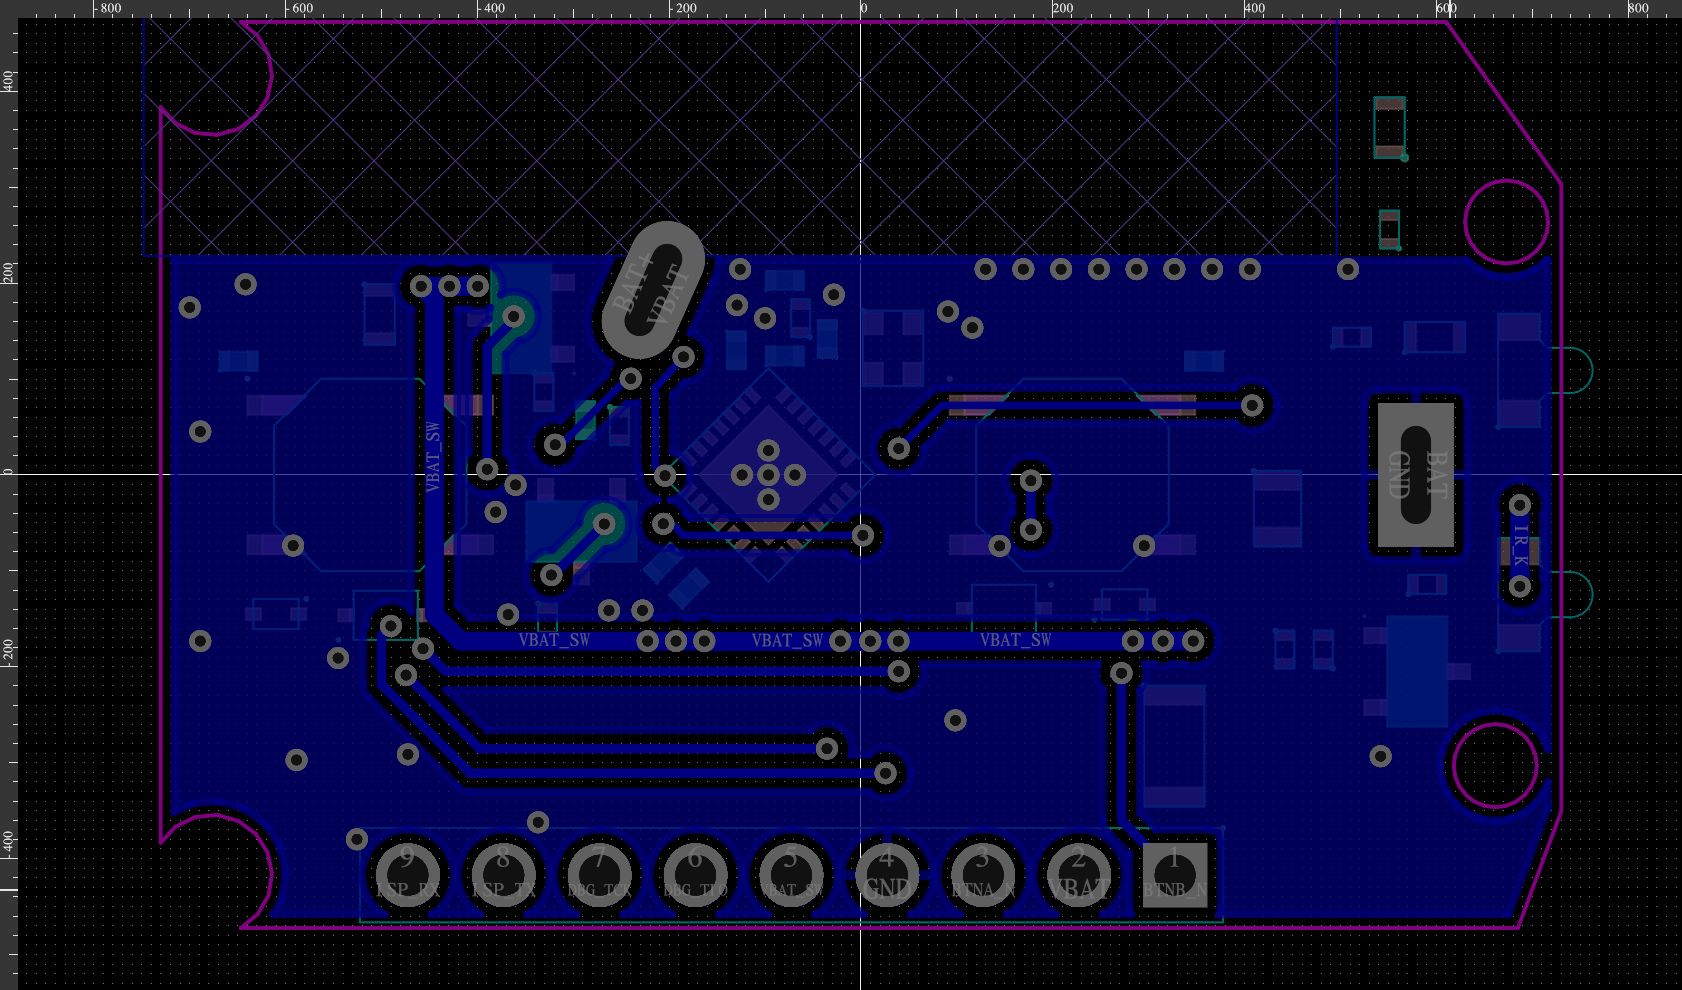 -800 -600 -400 -200 0 200 400 600 800
400
200
0
-200
-400
BAT+
VBAT
VBAT_SW
BAT-
GND
IR_K
VBAT_SW VBAT_SW VBAT_SW
9 8 7 6 5 4 3 2 1
LSP_RX LSP_TX DBG_TCK DBG_TIO VBAT_SW GND BTNA_N VBAT BTNB_N